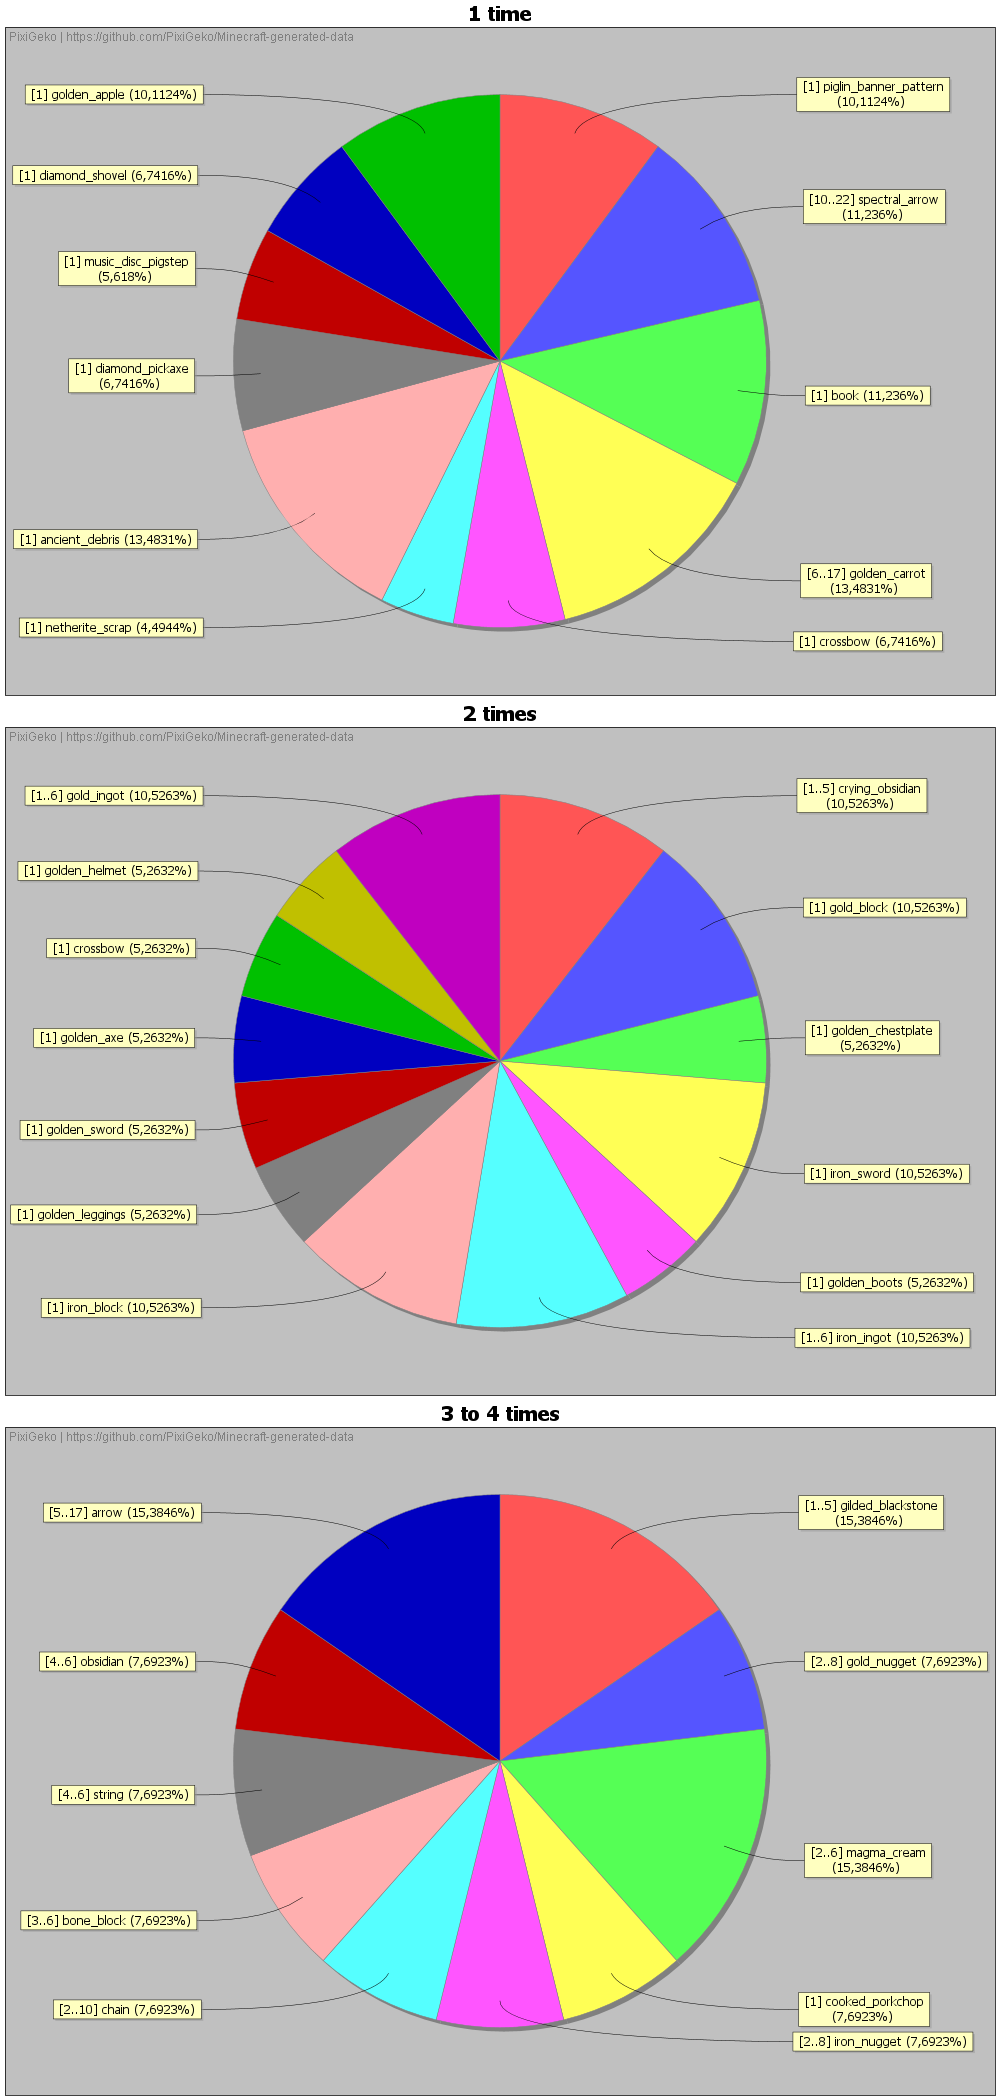 1 time
PixiGeko | https://github.com/PixiGeko/Minecraft-generated-data
[1] golden_apple (10,1124%)
[1] piglin_banner_pattern
(10,1124%)
[1] diamond_shovel (6,7416%)
[10..22] spectral_arrow
(11,236%)
[1] music_disc_pigstep
(5,618%)
[1] diamond_pickaxe
(6,7416%)
[1] book (11,236%)
[1] ancient_debris (13,4831%)
[6..17] golden_carrot
(13,4831%)
[1] netherite_scrap (4,4944%)
[1] crossbow (6,7416%)
2 times
PixiGeko | https://github.com/PixiGeko/Minecraft-generated-data
[1..6] gold_ingot (10,5263%)
[1..5] crying_obsidian
(10,5263%)
[1] golden_helmet (5,2632%)
[1] gold_block (10,5263%)
[1] crossbow (5,2632%)
[1] golden_axe (5,2632%)
[1] golden_chestplate
(5,2632%)
[1] golden_sword (5,2632%)
[1] iron_sword (10,5263%)
[1] golden_leggings (5,2632%)
[1] golden_boots (5,2632%)
[1] iron_block (10,5263%)
[1..6] iron_ingot (10,5263%)
3 to 4 times
PixiGeko | https://github.com/PixiGeko/Minecraft-generated-data
[5..17] arrow (15,3846%)
[1..5] gilded_blackstone
(15,3846%)
[4..6] obsidian (7,6923%)
[2..8] gold_nugget (7,6923%)
[4..6] string (7,6923%)
[2..6] magma_cream
(15,3846%)
[3..6] bone_block (7,6923%)
[2..10] chain (7,6923%)
[1] cooked_porkchop
(7,6923%)
[2..8] iron_nugget (7,6923%)